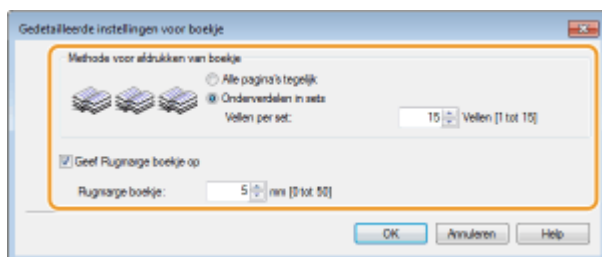 Gedetailleerde instellingen voor boekje
Methode voor afdrukken van boekje
Alle pagina's tegelijk
Onderverdelen in sets
Vellen per set: 15 Vellen [1 tot 15]
Geef Rugmarge boekje op
Rugmarge boekje: 5 mm [0 tot 50]
OK Annuleren Help